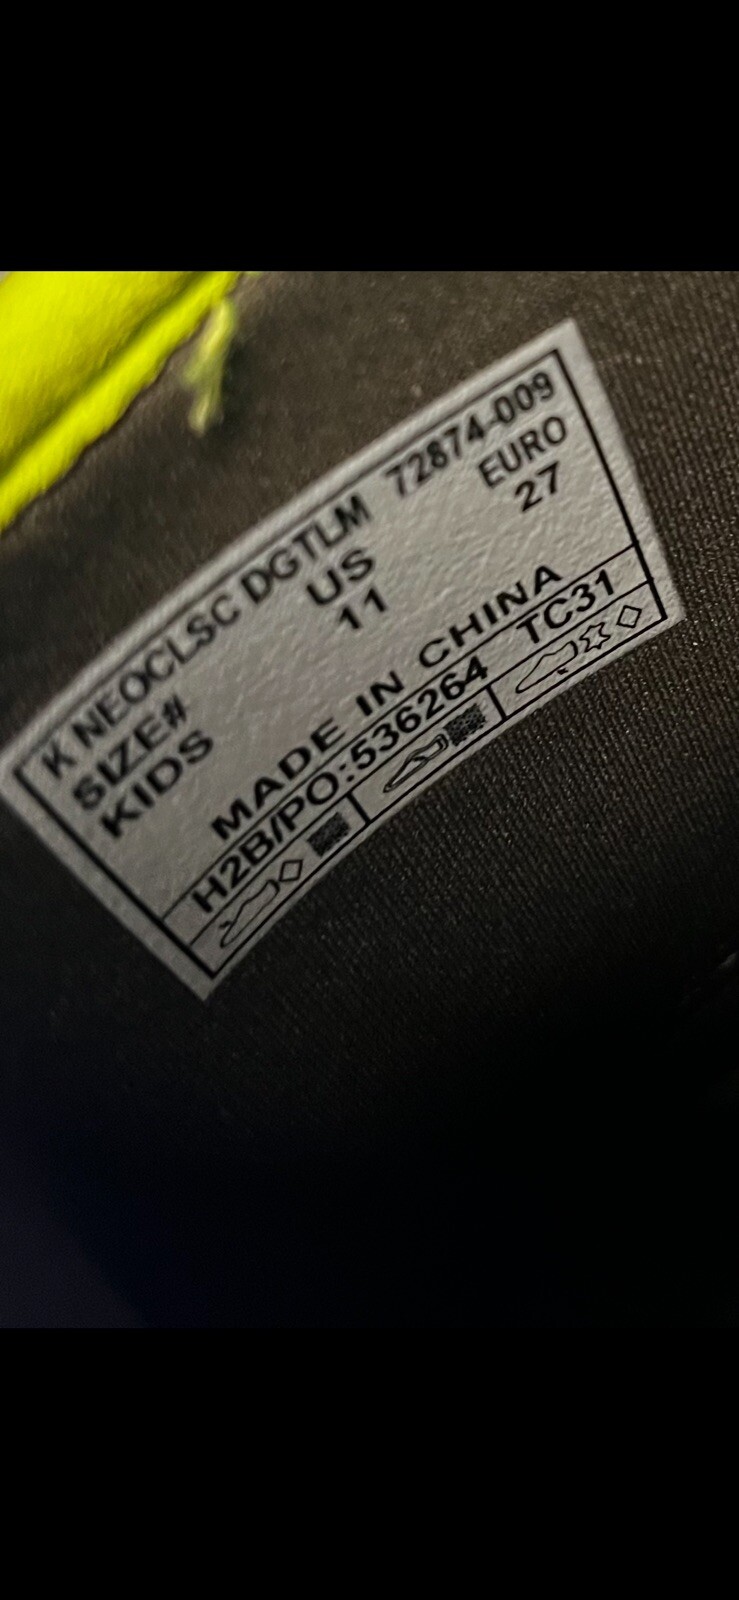 K NEOCLSC DGTLM 72874-009
SIZE# US EURO
KIDS 11 27
MADE IN CHINA
H2B/PO:536264 TC31